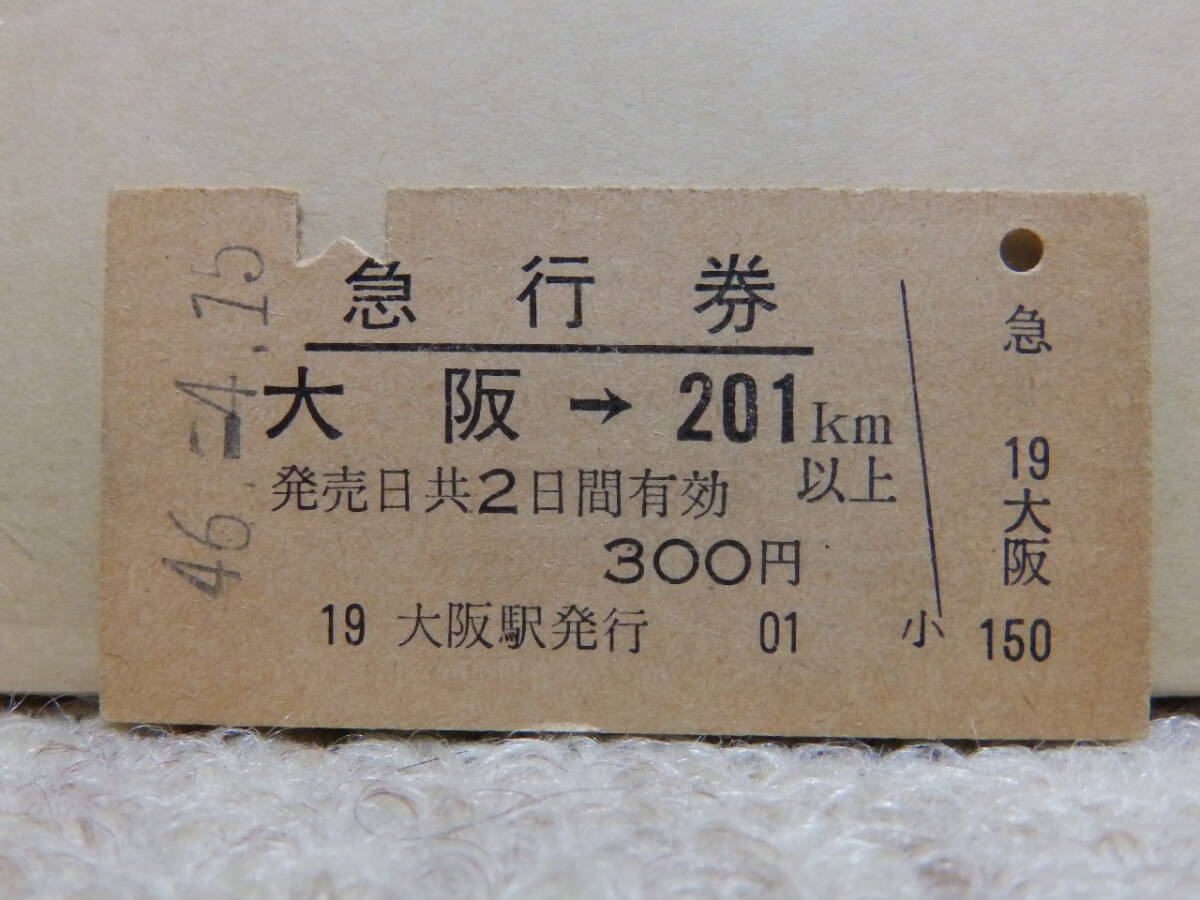 46.-4.15
急行券
大阪→201km
以上
発売日共2日間有効
300円
19 大阪駅発行 01
小
急
19
大阪
150